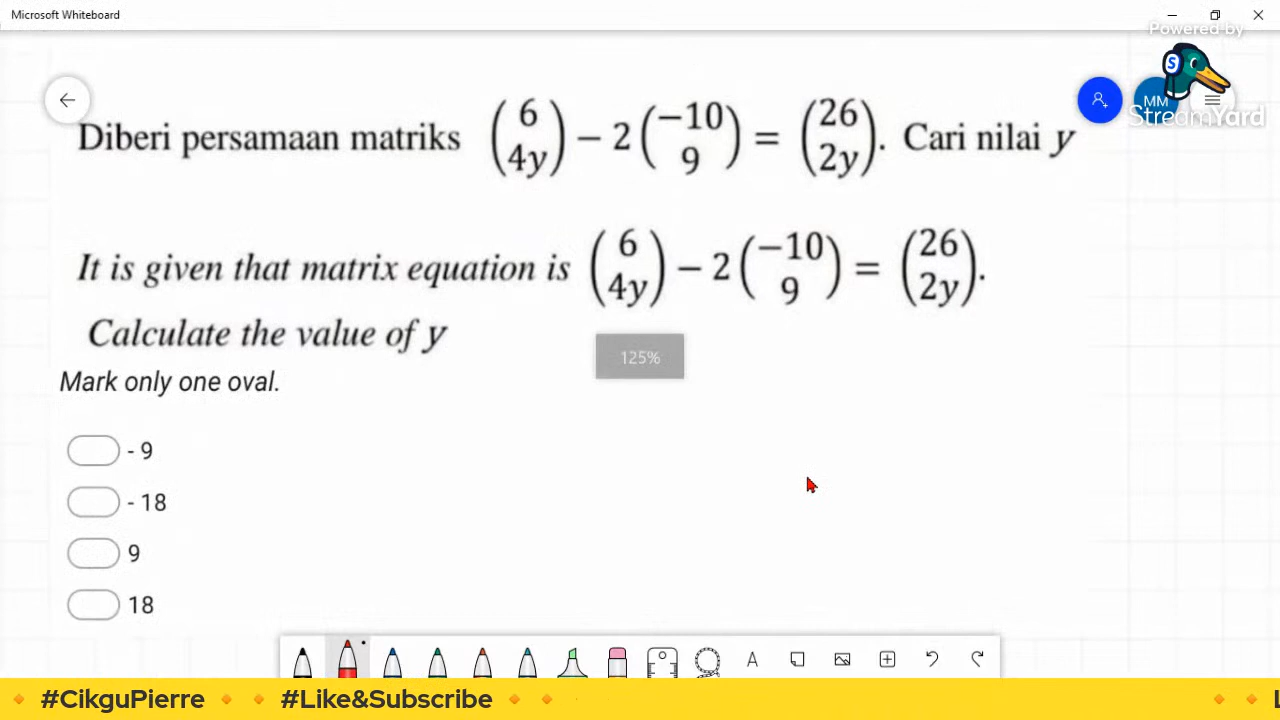 Microsoft Whiteboard
Powered by
MM
StreamYard
Diberi persamaan matriks (6 4y) − 2(−10 9) = (26 2y). Cari nilai y
It is given that matrix equation is (6 4y) − 2(−10 9) = (26 2y).
Calculate the value of y
125%
Mark only one oval.
- 9
- 18
9
18
A
#CikguPierre #Like&Subscribe L